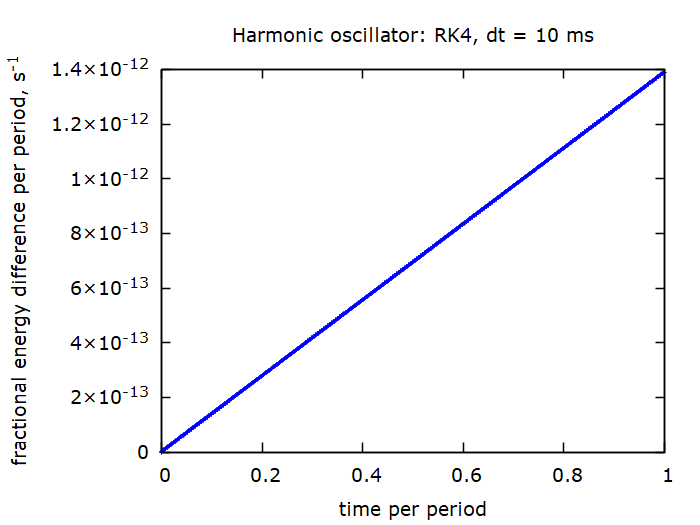 Harmonic oscillator: RK4, dt = 10 ms
fractional energy difference per period, s⁻¹
1.4×10⁻¹²
1.2×10⁻¹²
1×10⁻¹²
8×10⁻¹³
6×10⁻¹³
4×10⁻¹³
2×10⁻¹³
0
0 0.2 0.4 0.6 0.8 1
time per period